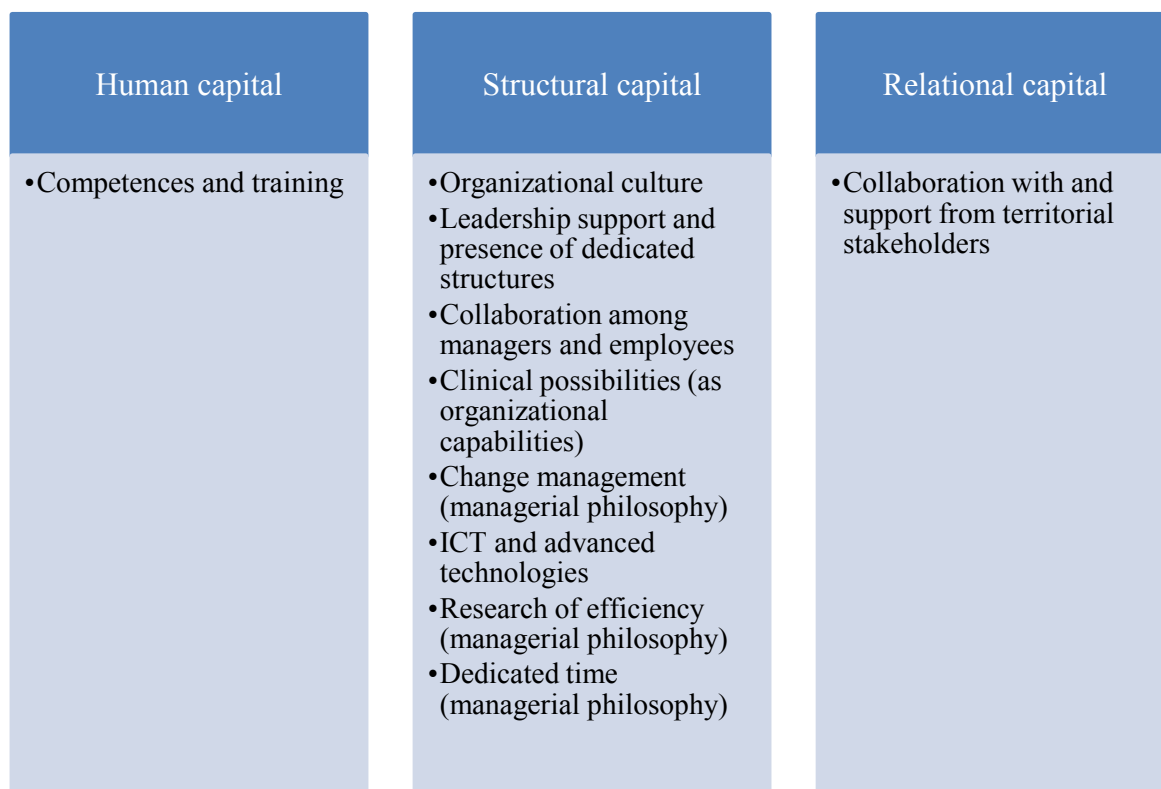 Human capital
•Competences and training
Structural capital
•Organizational culture
•Leadership support and
presence of dedicated
structures
•Collaboration among
managers and employees
•Clinical possibilities (as
organizational
capabilities)
•Change management
(managerial philosophy)
•ICT and advanced
technologies
•Research of efficiency
(managerial philosophy)
•Dedicated time
(managerial philosophy)
Relational capital
•Collaboration with and
support from territorial
stakeholders